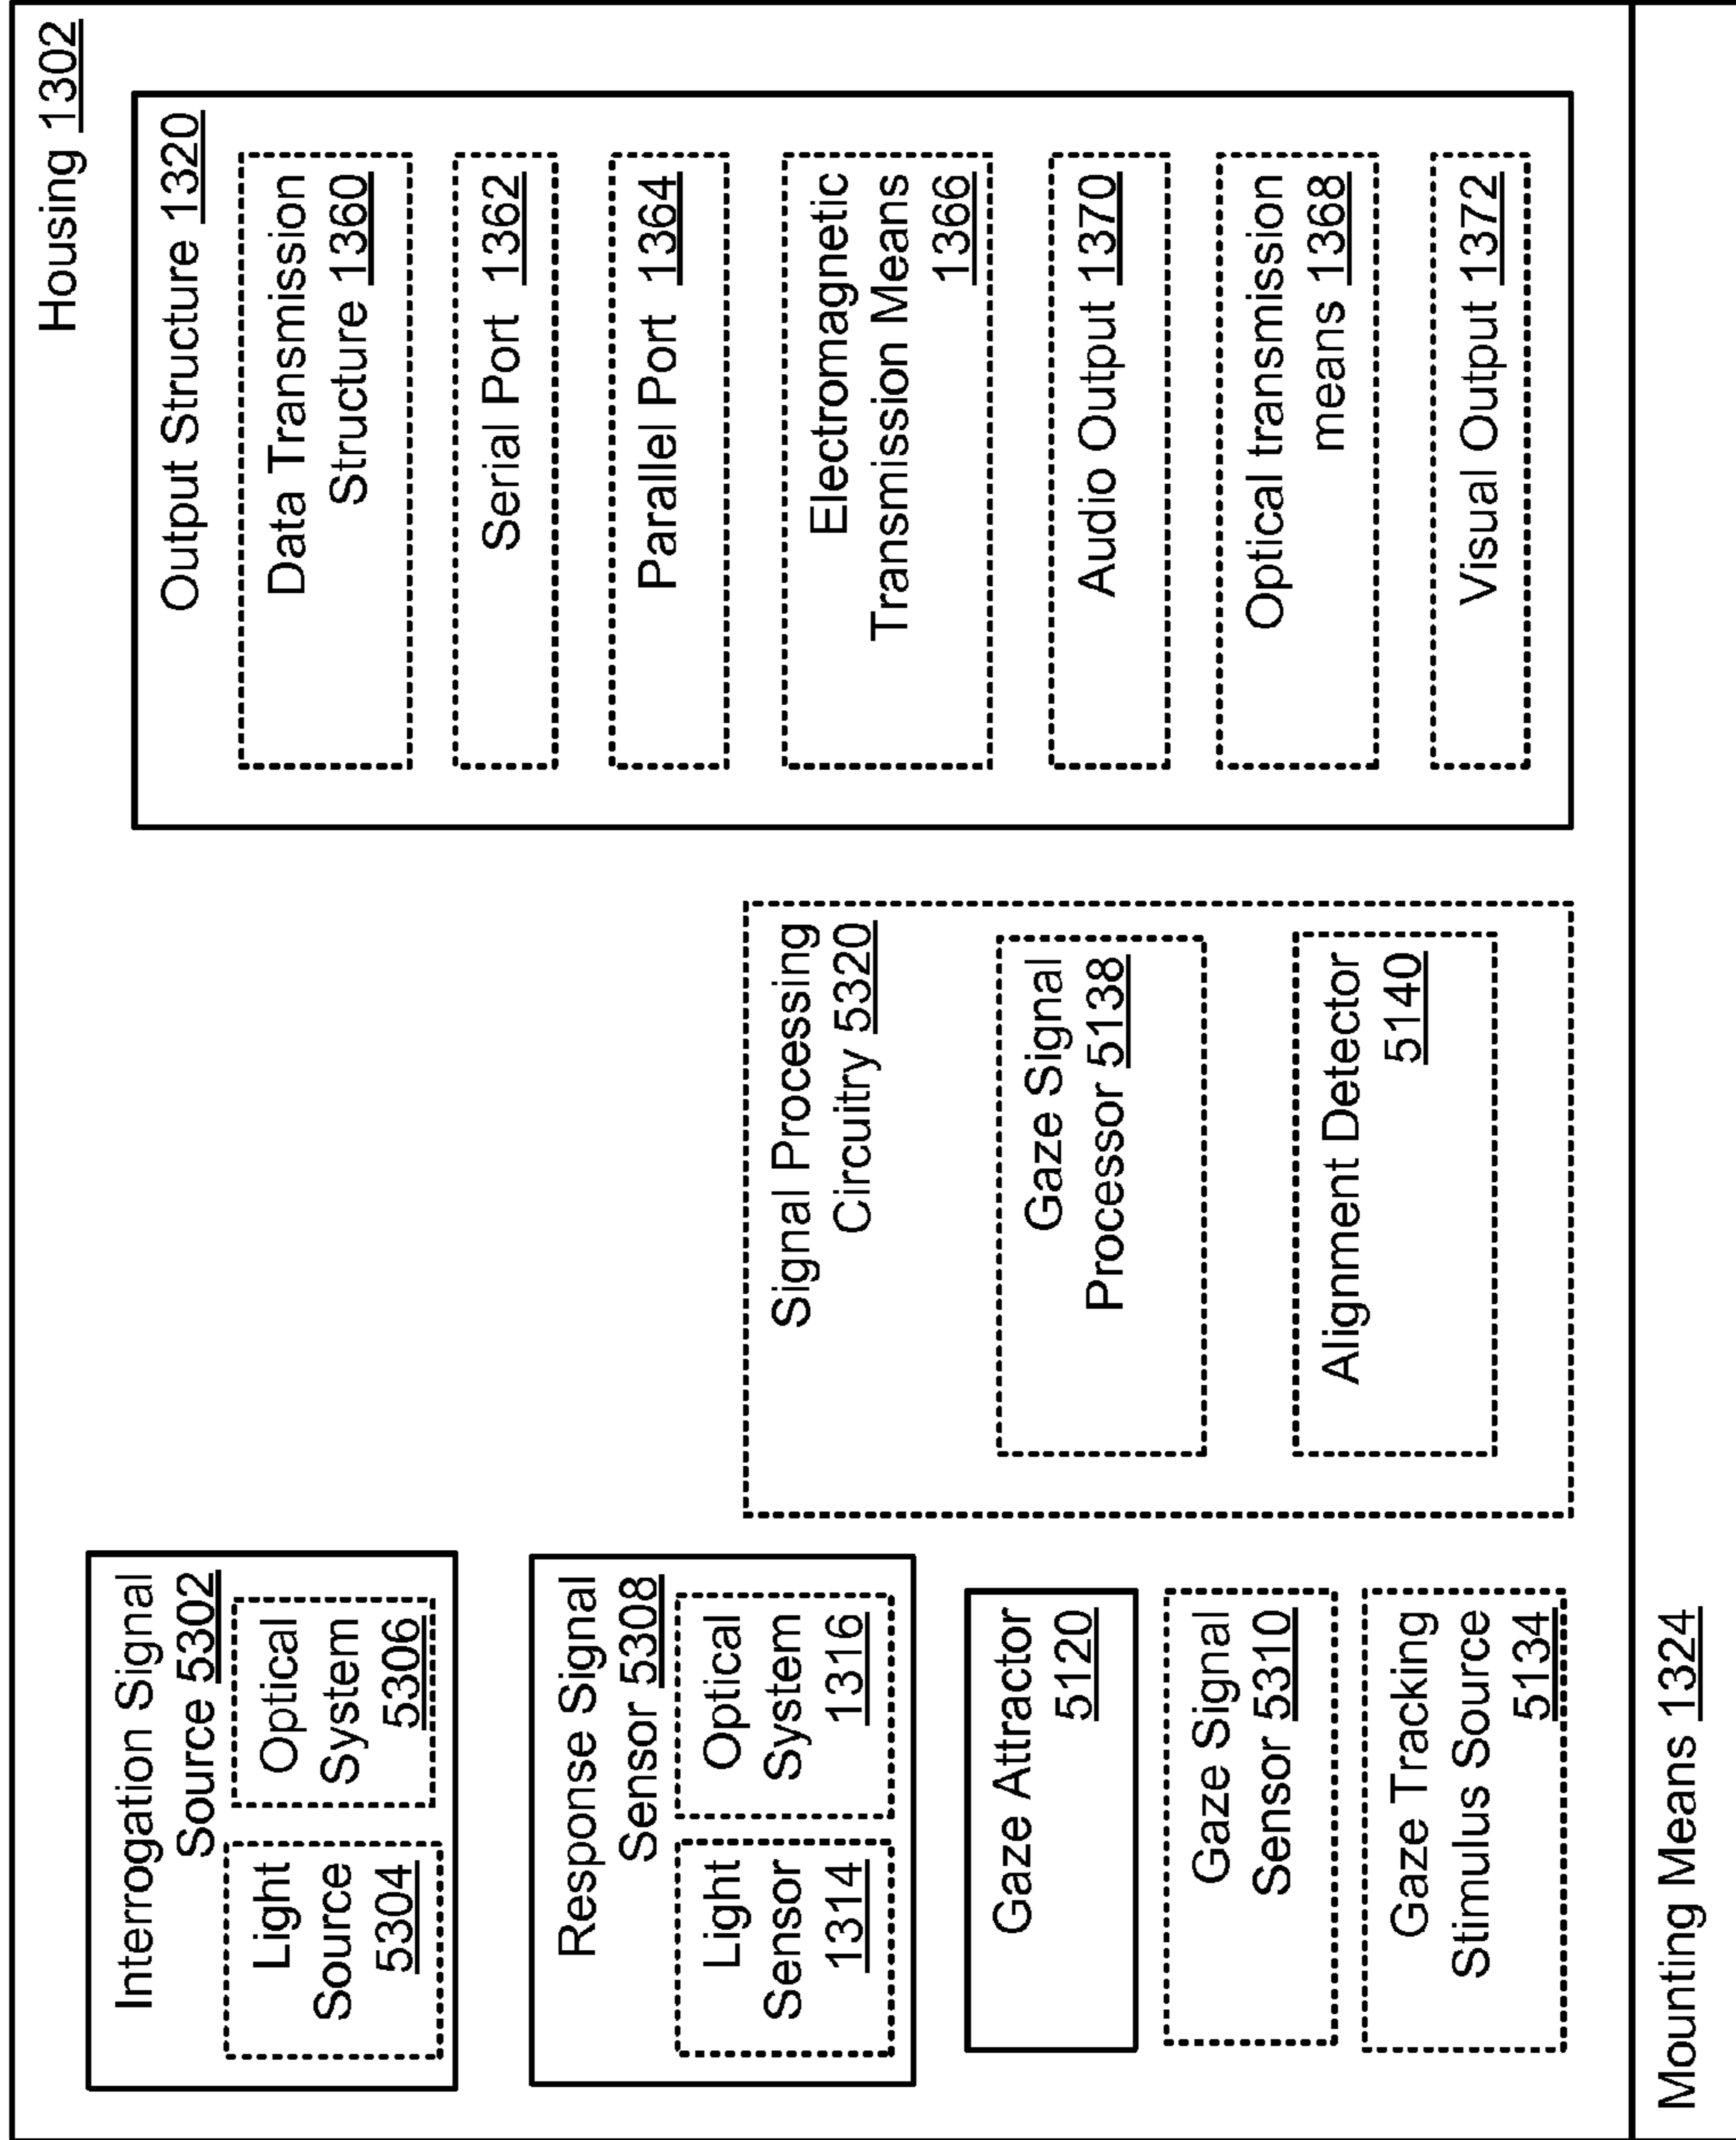 Housing 1302
Interrogation Signal
Source 5302
Light
Source
5304
Optical
System
5306
Response Signal
Sensor 5308
Light
Sensor
1314
Optical
System
1316
Gaze Attractor
5120
Gaze Signal
Sensor 5310
Gaze Tracking
Stimulus Source
5134
Signal Processing
Circuitry 5320
Gaze Signal
Processor 5138
Alignment Detector
5140
Output Structure 1320
Data Transmission
Structure 1360
Serial Port 1362
Parallel Port 1364
Electromagnetic
Transmission Means
1366
Audio Output 1370
Optical transmission
means 1368
Visual Output 1372
Mounting Means 1324